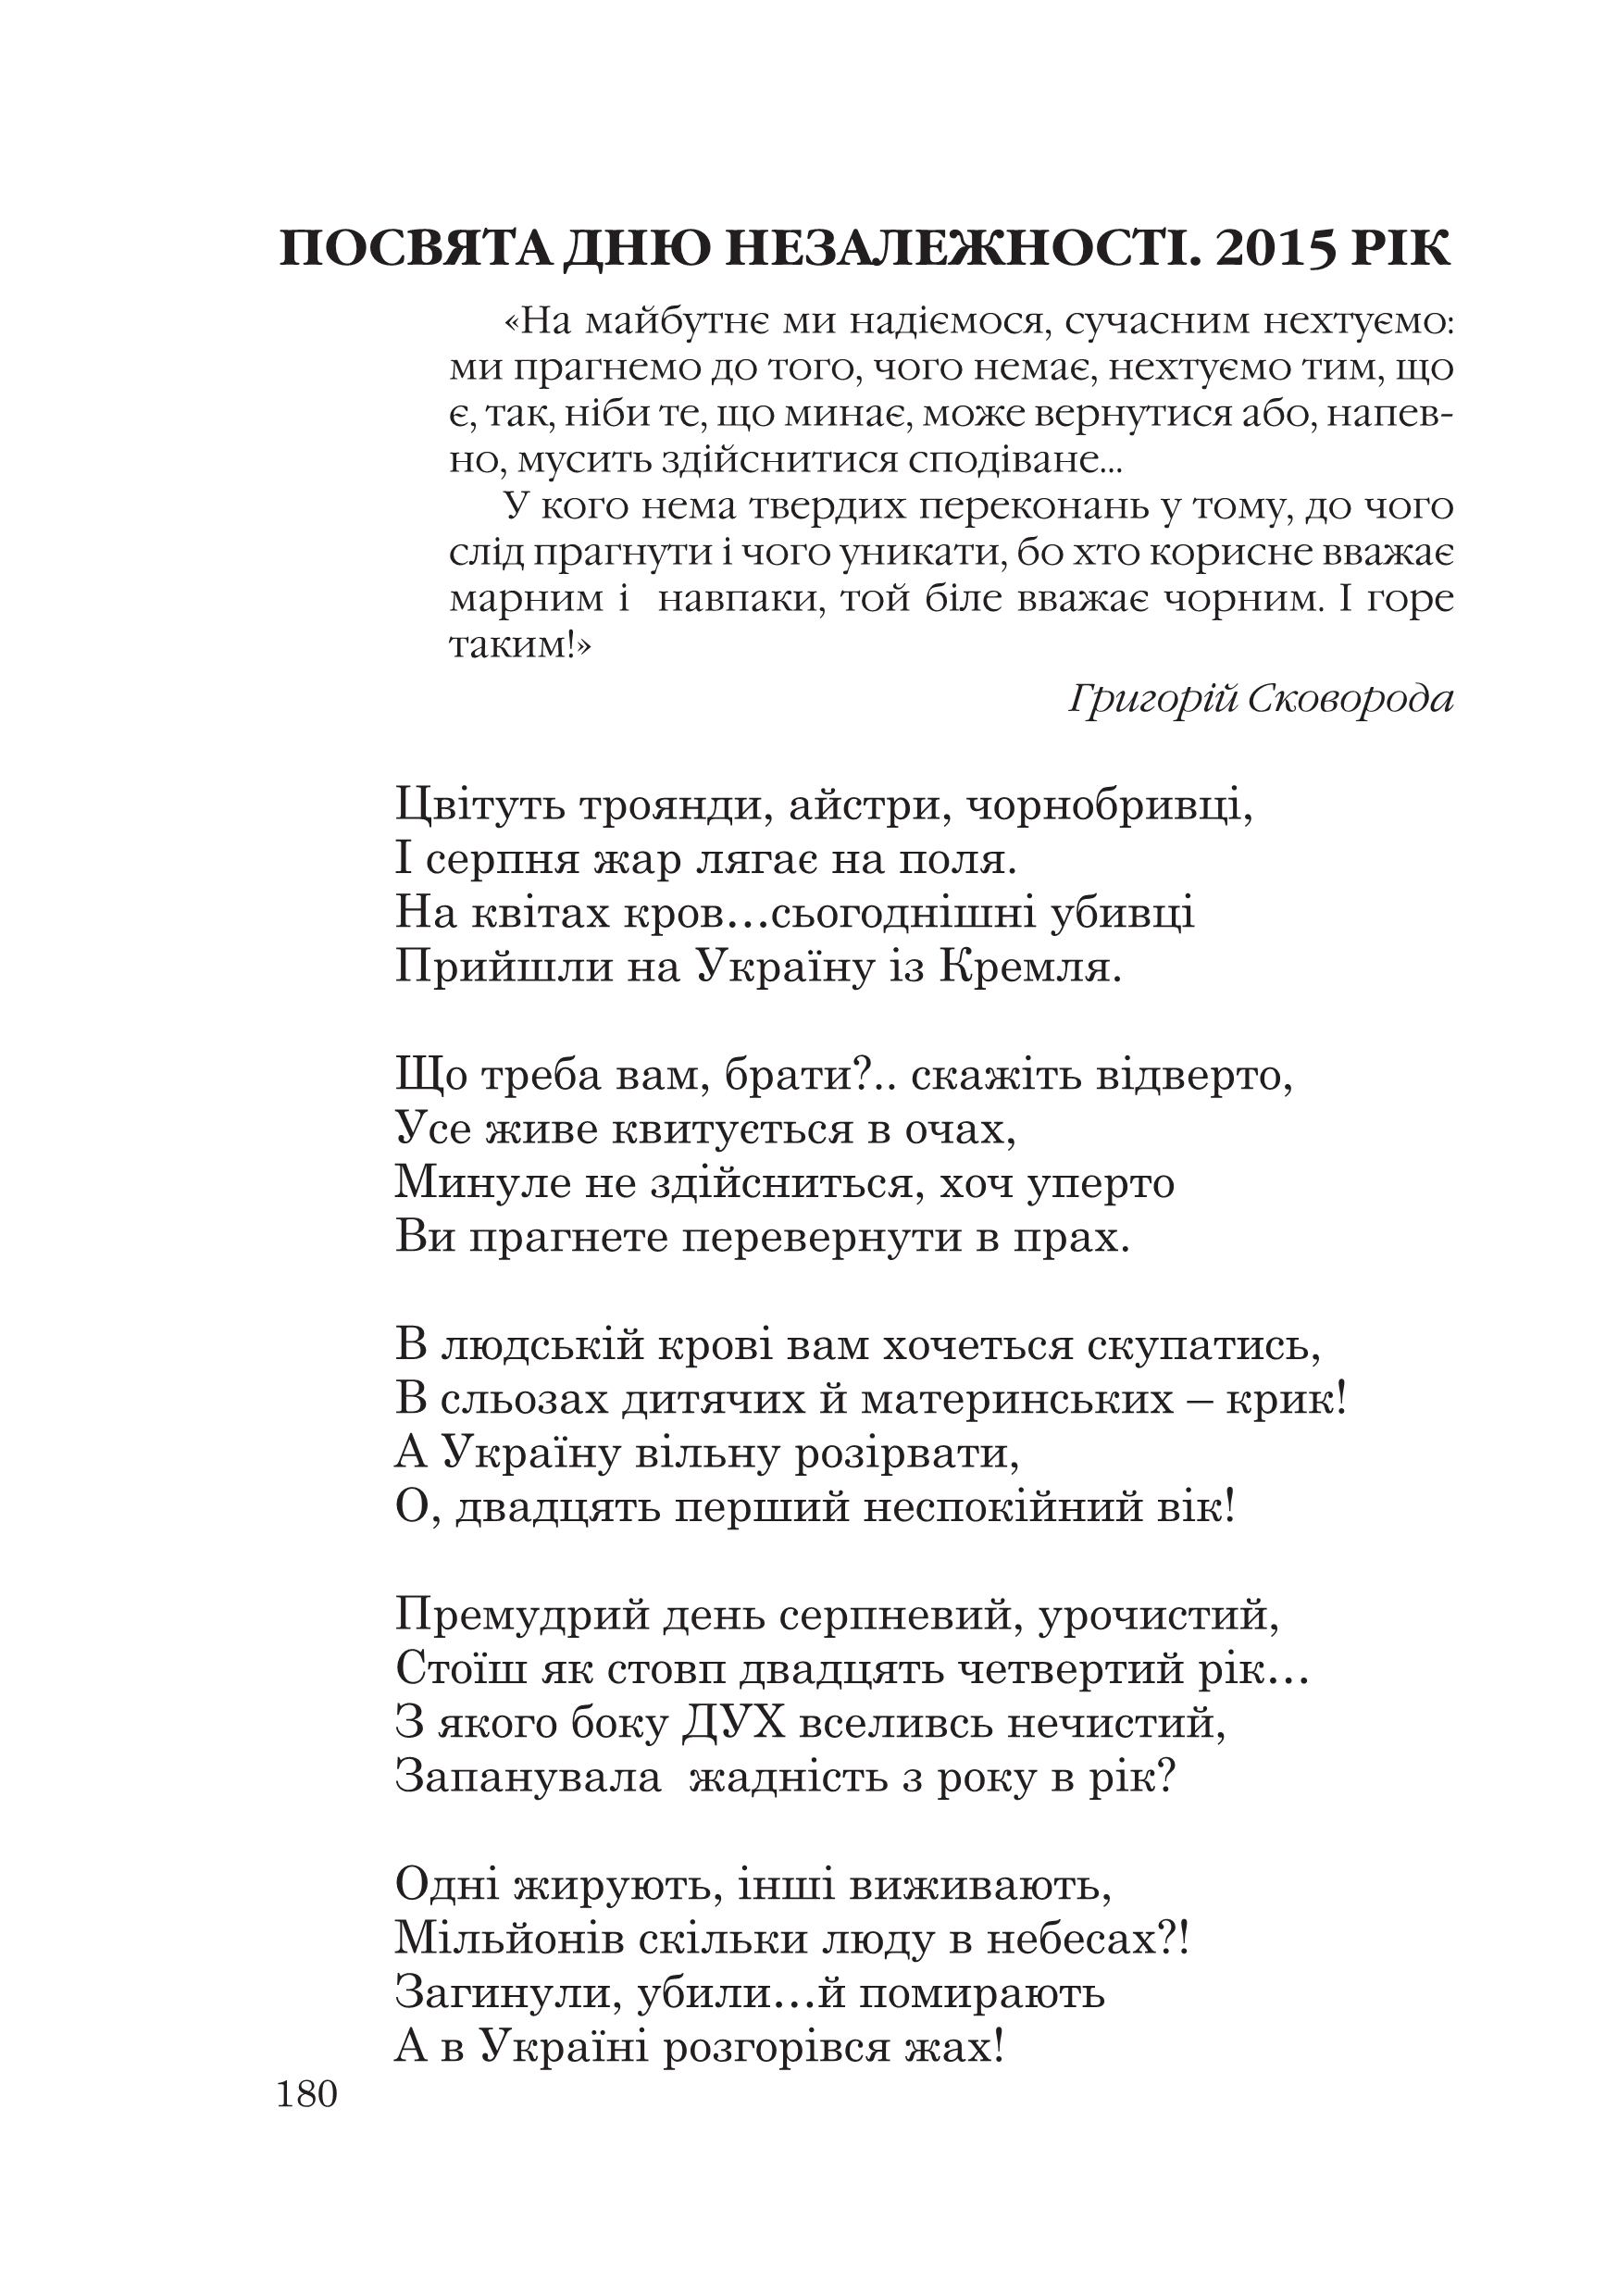 ПОСВЯТА ДНЮ НЕЗАЛЕЖНОСТІ. 2015 РІК
«На майбутнє ми надіємося, сучасним нехтуємо:
ми прагнемо до того, чого немає, нехтуємо тим, що
є, так, ніби те, що минає, може вернутися або, напев-
но, мусить здійснитися сподіване...
У кого нема твердих переконань у тому, до чого
слід прагнути і чого уникати, бо хто корисне вважає
марним і навпаки, той біле вважає чорним. І горе
таким!»
Григорій Сковорода
Цвітуть троянди, айстри, чорнобривці,
І серпня жар лягає на поля.
На квітах кров...сьогоднішні убивці
Прийшли на Україну із Кремля.
Що треба вам, брати?.. скажіть відверто,
Усе живе квитується в очах,
Минуле не здійсниться, хоч уперто
Ви прагнете перевернути в прах.
В людській крові вам хочеться скупатись,
В сльозах дитячих й материнських – крик!
А Україну вільну розірвати,
О, двадцять перший неспокійний вік!
Премудрий день серпневий, урочистий,
Стоїш як стовп двадцять четвертий рік...
З якого боку ДУХ вселивсь нечистий,
Запанувала жадність з року в рік?
Одні жирують, інші виживають,
Мільйонів скільки люду в небесах?!
Загинули, убили...й помирають
А в Україні розгорівся жах!
180